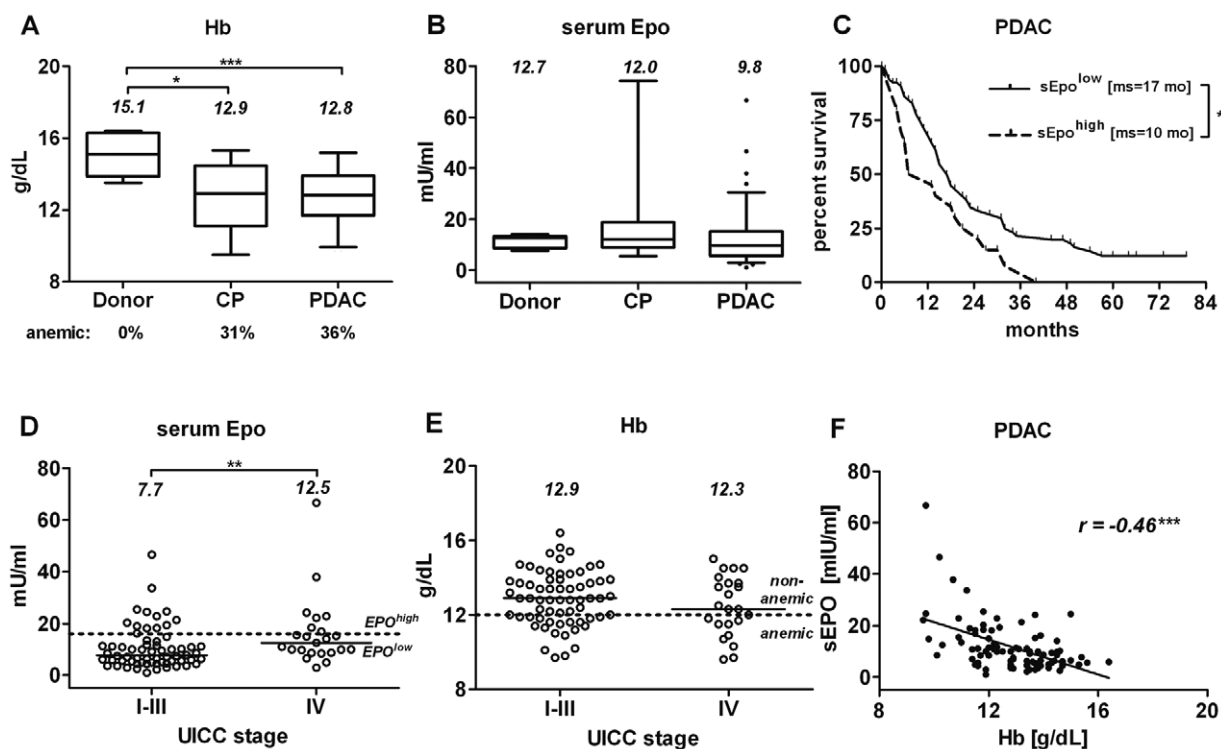 A
Hb
20
16
12
8
g/dL
***
*
15.1 12.9 12.8
Donor CP PDAC
anemic: 0% 31% 36%
B
serum Epo
80
60
40
20
0
mU/ml
12.7 12.0 9.8
Donor CP PDAC
C
PDAC
100
75
50
25
0
percent survival
sEpo^low [ms=17 mo]
sEpo^high [ms=10 mo]
*
0 12 24 36 48 60 72 84
months
D
serum Epo
80
60
40
20
0
mU/ml
**
7.7 12.5
EPO^high
EPO^low
I-III IV
UICC stage
E
Hb
20
16
12
8
g/dL
12.9 12.3
non-
anemic
anemic
I-III IV
UICC stage
F
PDAC
80
60
40
20
0
sEPO [mIU/ml]
r = -0.46***
8 12 16 20
Hb [g/dL]